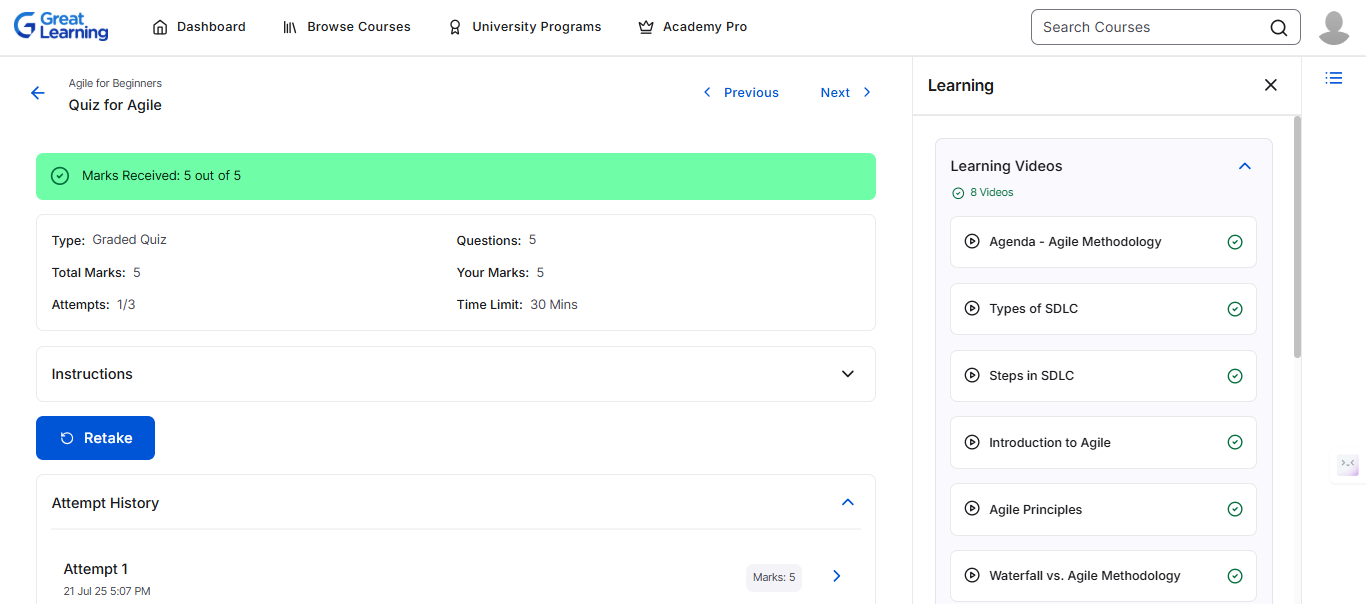 Great Learning
Dashboard
Browse Courses
University Programs
Academy Pro
Search Courses
Agile for Beginners
Quiz for Agile
Previous
Next
Marks Received: 5 out of 5
Type: Graded Quiz
Questions: 5
Total Marks: 5
Your Marks: 5
Attempts: 1/3
Time Limit: 30 Mins
Instructions
Retake
Attempt History
Attempt 1
21 Jul 25 5:07 PM
Marks: 5
Learning
Learning Videos
8 Videos
Agenda - Agile Methodology
Types of SDLC
Steps in SDLC
Introduction to Agile
Agile Principles
Waterfall vs. Agile Methodology